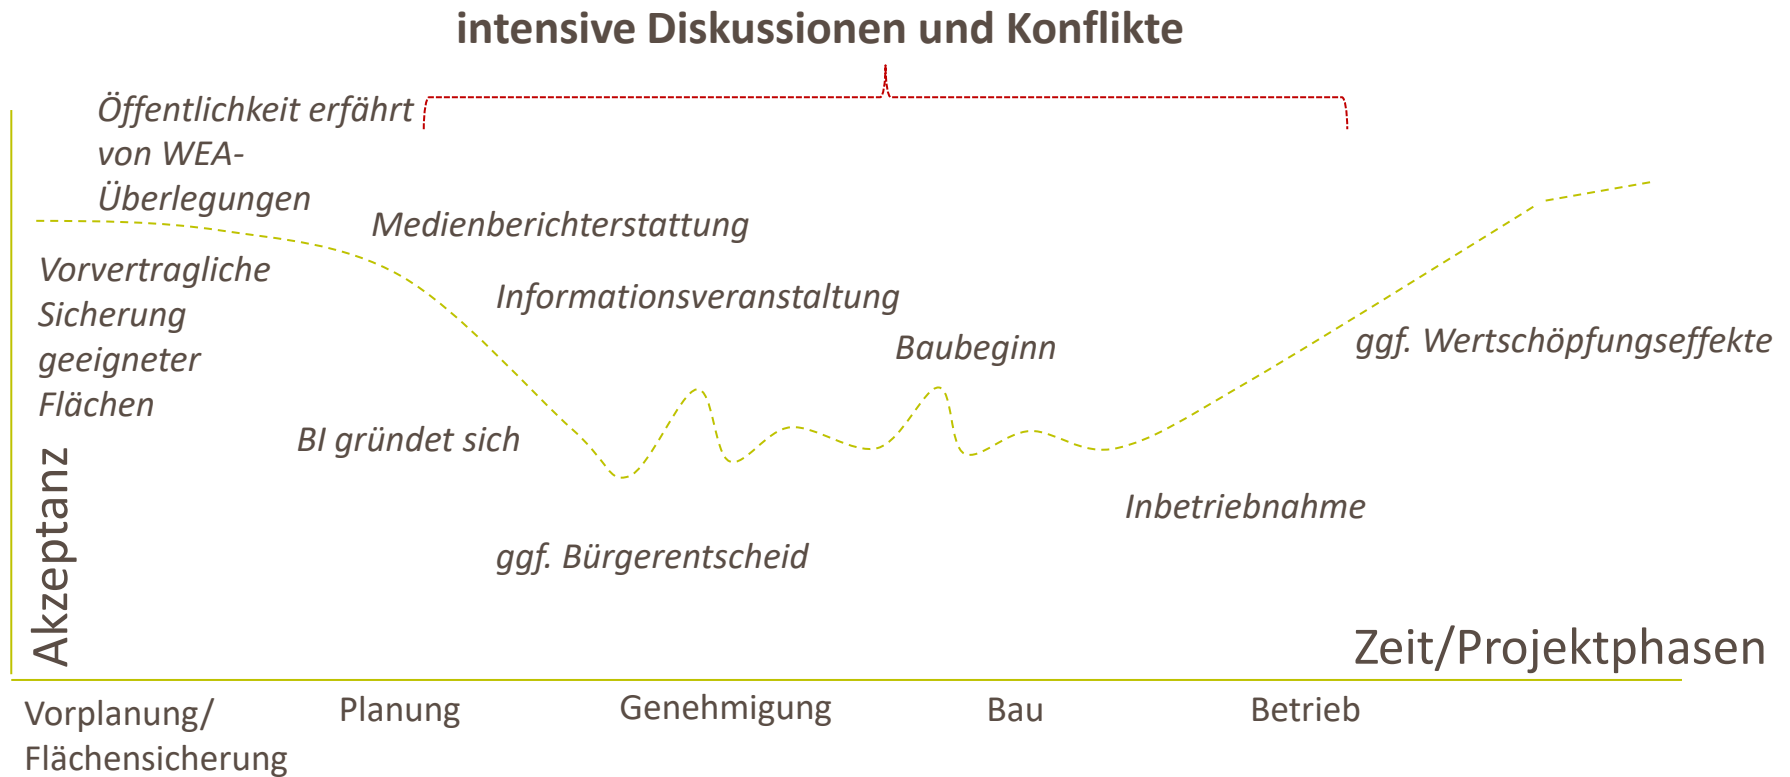 intensive Diskussionen und Konflikte
Öffentlichkeit erfährt
von WEA-
Überlegungen
Medienberichterstattung
Vorvertragliche
Sicherung
geeigneter
Flächen
Informationsveranstaltung
Baubeginn
ggf. Wertschöpfungseffekte
BI gründet sich
Inbetriebnahme
ggf. Bürgerentscheid
Akzeptanz
Zeit/Projektphasen
Vorplanung/
Flächensicherung
Planung
Genehmigung
Bau
Betrieb